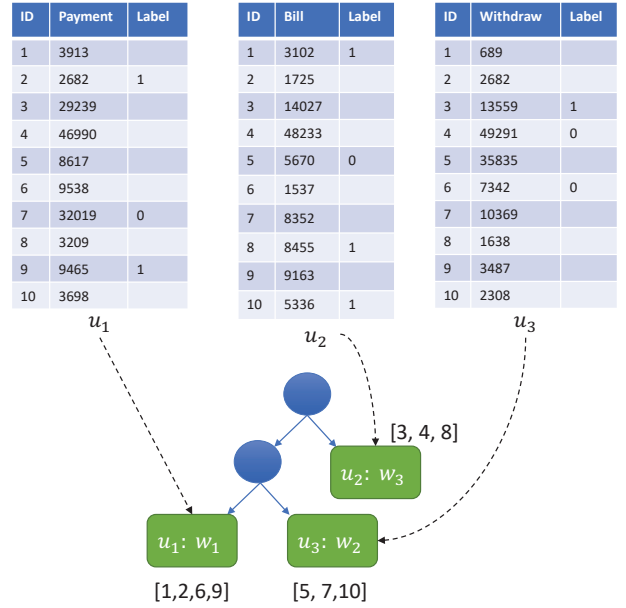 ID Payment Label
1 3913
2 2682 1
3 29239
4 46990
5 8617
6 9538
7 32019 0
8 3209
9 9465 1
10 3698
u₁
ID Bill Label
1 3102 1
2 1725
3 14027
4 48233
5 5670 0
6 1537
7 8352
8 8455 1
9 9163
10 5336 1
u₂
ID Withdraw Label
1 689
2 2682
3 13559 1
4 49291 0
5 35835
6 7342 0
7 10369
8 1638
9 3487
10 2308
u₃
[3, 4, 8]
u₂: w₃
u₁: w₁
u₃: w₂
[1,2,6,9]
[5, 7,10]